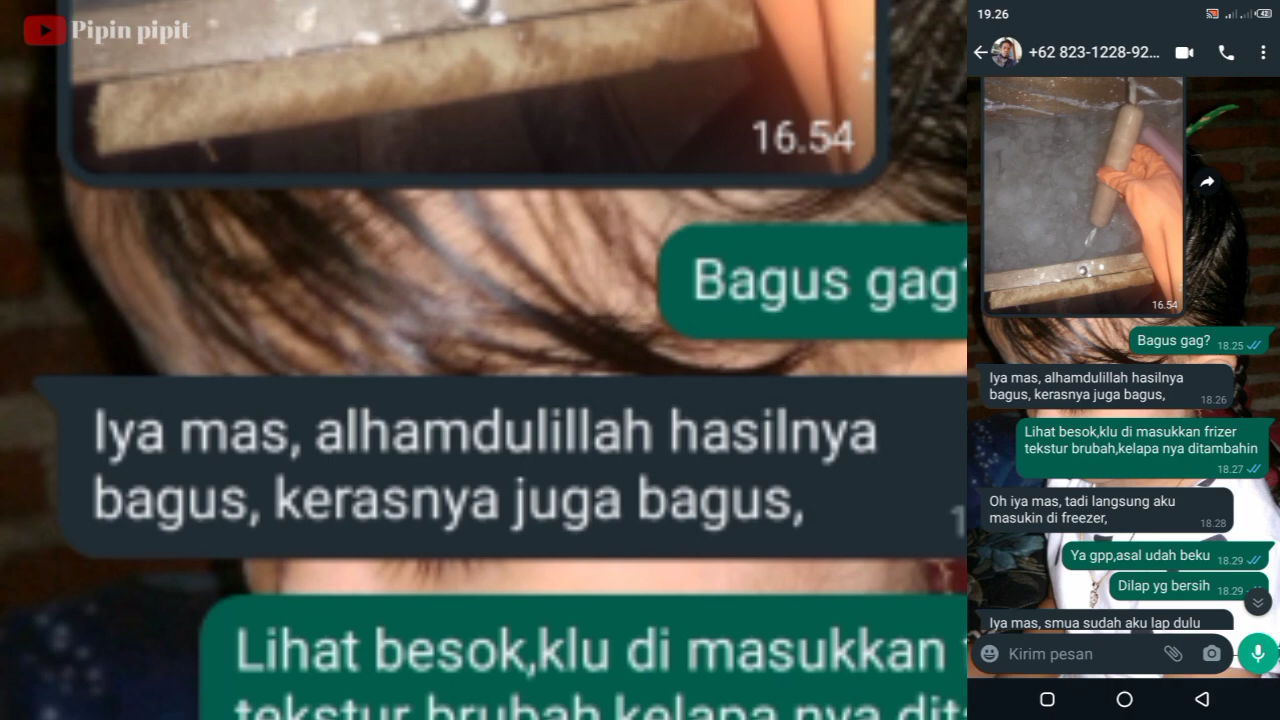 Pipin pipit
16.54
Bagus gag?
Iya mas, alhamdulillah hasilnya
bagus, kerasnya juga bagus,
Lihat besok,klu di masukkan
tekstur brubah,kelapa nya dit
19.26
42
+62 823-1228-92...
16.54
Bagus gag? 18.25
Iya mas, alhamdulillah hasilnya
bagus, kerasnya juga bagus, 18.26
Lihat besok,klu di masukkan frizer
tekstur brubah,kelapa nya ditambahin
18.27
Oh iya mas, tadi langsung aku
masukin di freezer, 18.28
Ya gpp,asal udah beku 18.29
Dilap yg bersih 18.29
Iya mas, smua sudah aku lap dulu
Kirim pesan